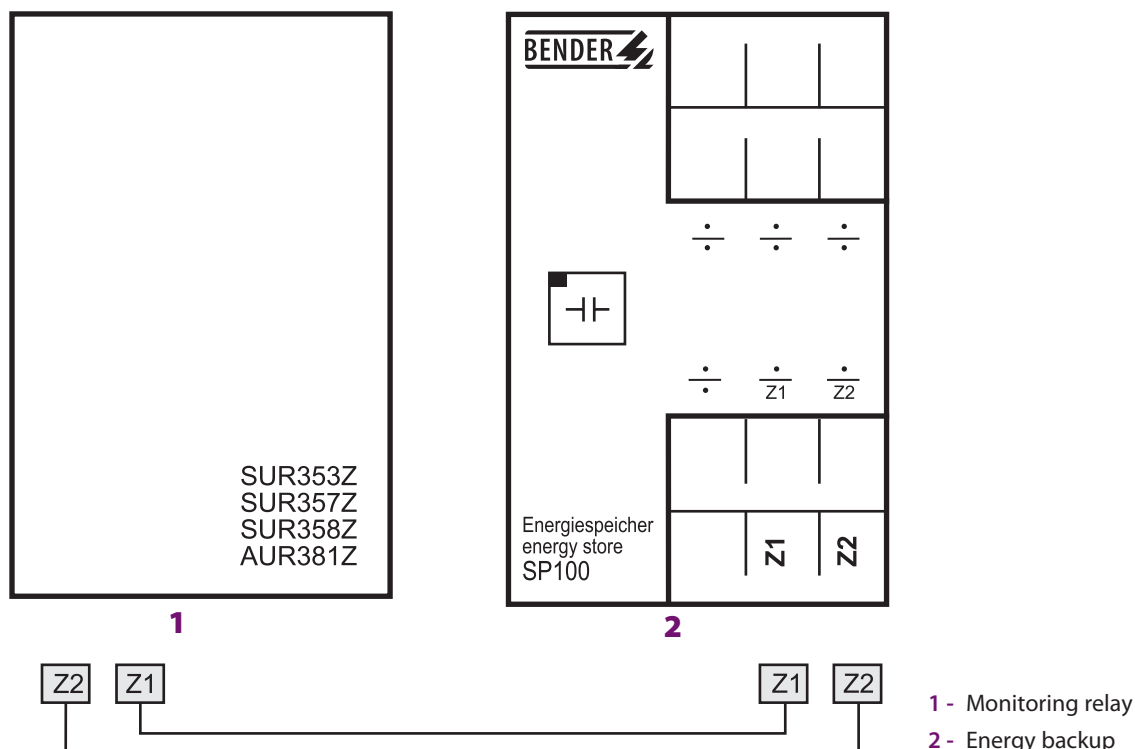 BENDER
Z1 Z2
SUR353Z
SUR357Z
SUR358Z
AUR381Z
Energiespeicher
energy store
SP100
Z1 Z2
1
2
Z2 Z1 Z1 Z2
1 - Monitoring relay
2 - Energy backup